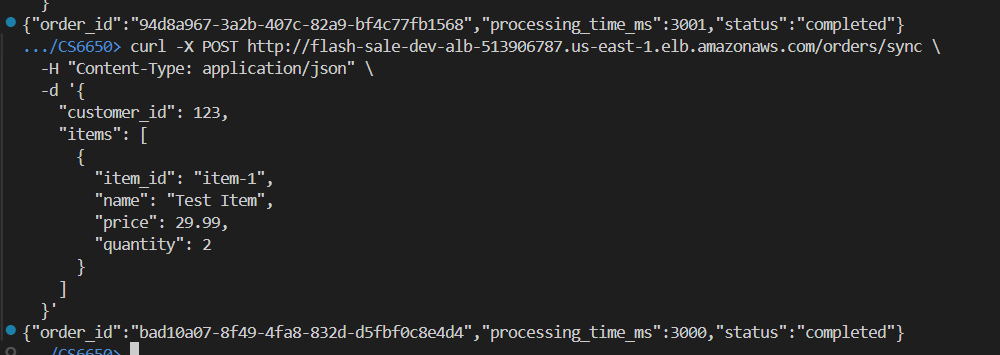 }
{"order_id":"94d8a967-3a2b-407c-82a9-bf4c77fb1568","processing_time_ms":3001,"status":"completed"}
.../CS6650> curl -X POST http://flash-sale-dev-alb-513906787.us-east-1.elb.amazonaws.com/orders/sync \
  -H "Content-Type: application/json" \
  -d '{
    "customer_id": 123,
    "items": [
      {
        "item_id": "item-1",
        "name": "Test Item",
        "price": 29.99,
        "quantity": 2
      }
    ]
  }'
{"order_id":"bad10a07-8f49-4fa8-832d-d5fbf0c8e4d4","processing_time_ms":3000,"status":"completed"}
.../CS6650>